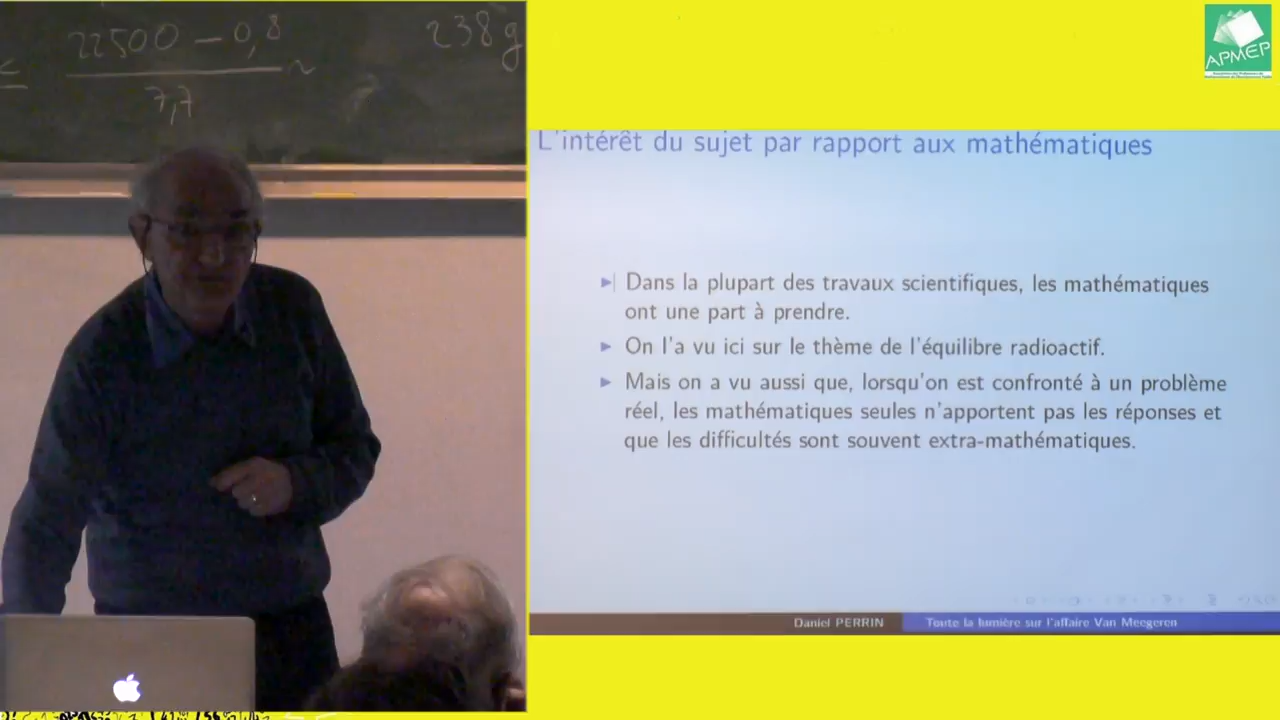 22500 - 0,8
7,7
238 g
APMEP
L'intérêt du sujet par rapport aux mathématiques
Dans la plupart des travaux scientifiques, les mathématiques
ont une part à prendre.
On l'a vu ici sur le thème de l'équilibre radioactif.
Mais on a vu aussi que, lorsqu'on est confronté à un problème
réel, les mathématiques seules n'apportent pas les réponses et
que les difficultés sont souvent extra-mathématiques.
Daniel PERRIN
Toute la lumière sur l'affaire Van Meegeren